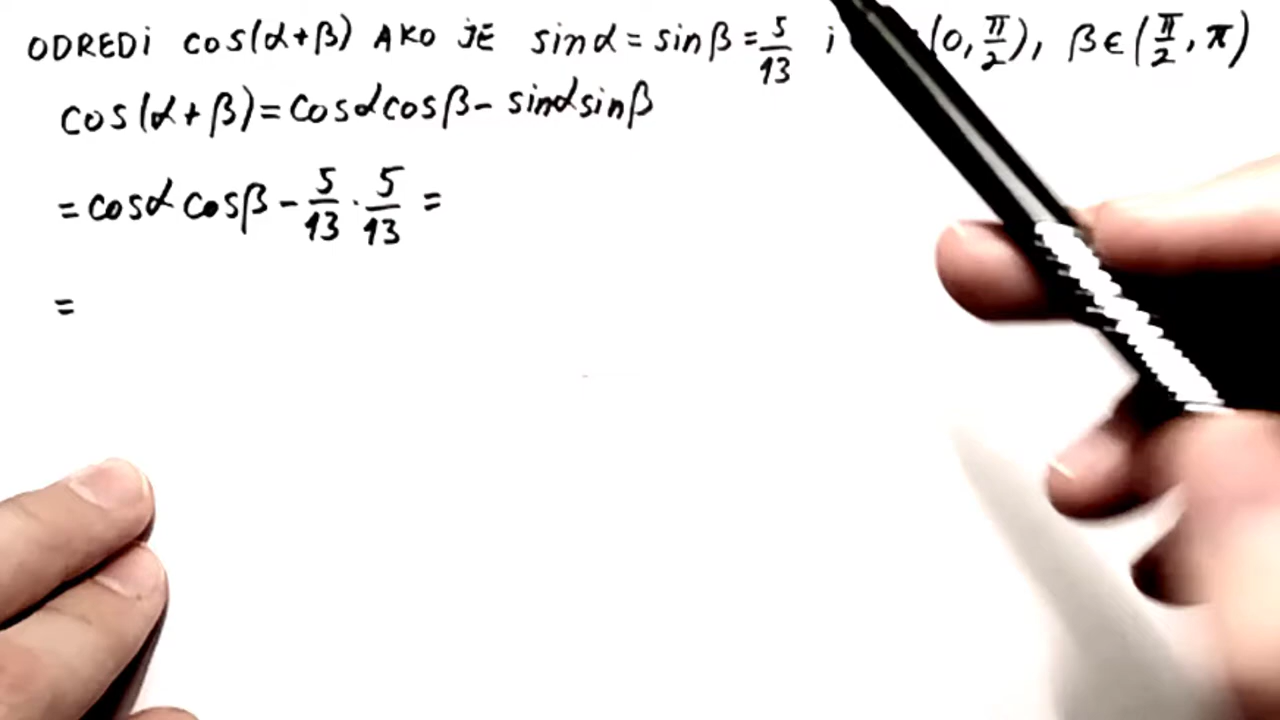 ODREDI cos(α+β) AKO JE sinα = sinβ = 5/13 i (0, π/2), β∈(π/2, π)
cos(α+β) = cosα cosβ - sinα sinβ
= cosα cosβ - 5/13 · 5/13 =
=